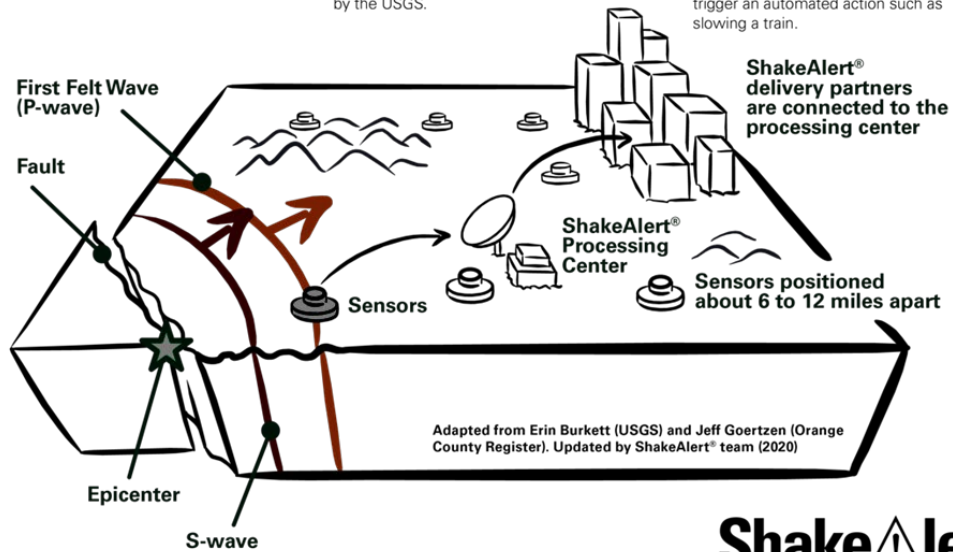 by the USGS.
trigger an automated action such as
slowing a train.
First Felt Wave
(P-wave)
ShakeAlert®
delivery partners
are connected to the
processing center
Fault
ShakeAlert®
Processing
Center
Sensors
Sensors positioned
about 6 to 12 miles apart
Adapted from Erin Burkett (USGS) and Jeff Goertzen (Orange
County Register). Updated by ShakeAlert® team (2020)
Epicenter
S-wave